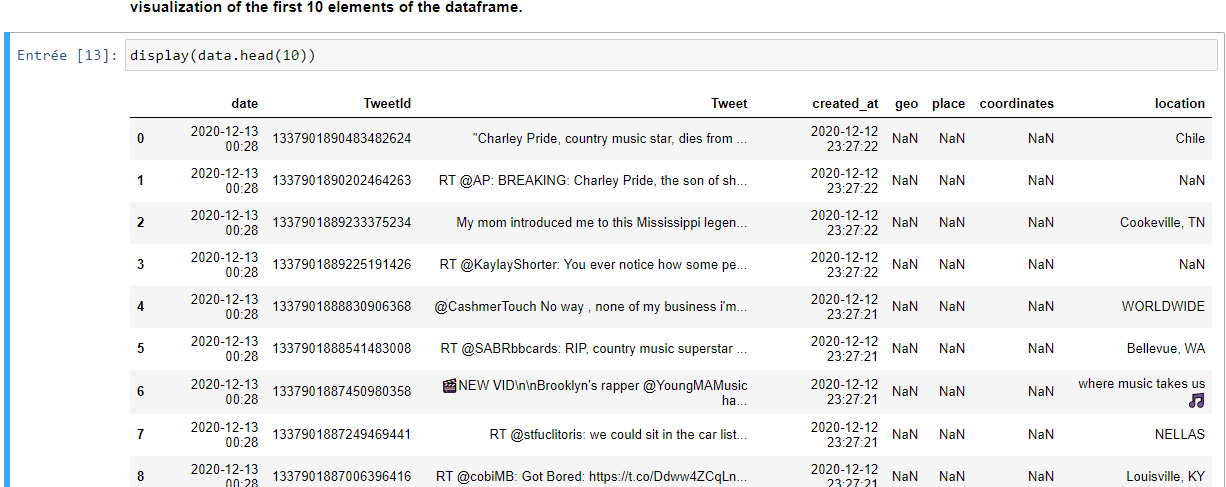 visualization of the first 10 elements of the dataframe.
Entrée [13]: display(data.head(10))
date TweetId Tweet created_at geo place coordinates location
0 2020-12-13 00:28 1337901890483482624 "Charley Pride, country music star, dies from ... 2020-12-12 23:27:22 NaN NaN NaN Chile
1 2020-12-13 00:28 1337901890202464263 RT @AP: BREAKING: Charley Pride, the son of sh... 2020-12-12 23:27:22 NaN NaN NaN NaN
2 2020-12-13 00:28 1337901889233375234 My mom introduced me to this Mississippi legen... 2020-12-12 23:27:22 NaN NaN NaN Cookeville, TN
3 2020-12-13 00:28 1337901889225191426 RT @KaylayShorter: You ever notice how some pe... 2020-12-12 23:27:22 NaN NaN NaN NaN
4 2020-12-13 00:28 1337901888830906368 @CashmerTouch No way , none of my business i'm... 2020-12-12 23:27:21 NaN NaN NaN WORLDWIDE
5 2020-12-13 00:28 1337901888541483008 RT @SABRbbcards: RIP, country music superstar ... 2020-12-12 23:27:21 NaN NaN NaN Bellevue, WA
6 2020-12-13 00:28 1337901887450980358 🎬NEW VID\n\nBrooklyn's rapper @YoungMAMusic ha... 2020-12-12 23:27:21 NaN NaN NaN where music takes us 🎵
7 2020-12-13 00:28 1337901887249469441 RT @stfuclitoris: we could sit in the car list... 2020-12-12 23:27:21 NaN NaN NaN NELLAS
8 2020-12-13 00:28 1337901887006396416 RT @cobiMB: Got Bored: https://t.co/Ddww4ZCqLn... 2020-12-12 23:27:21 NaN NaN NaN Louisville, KY